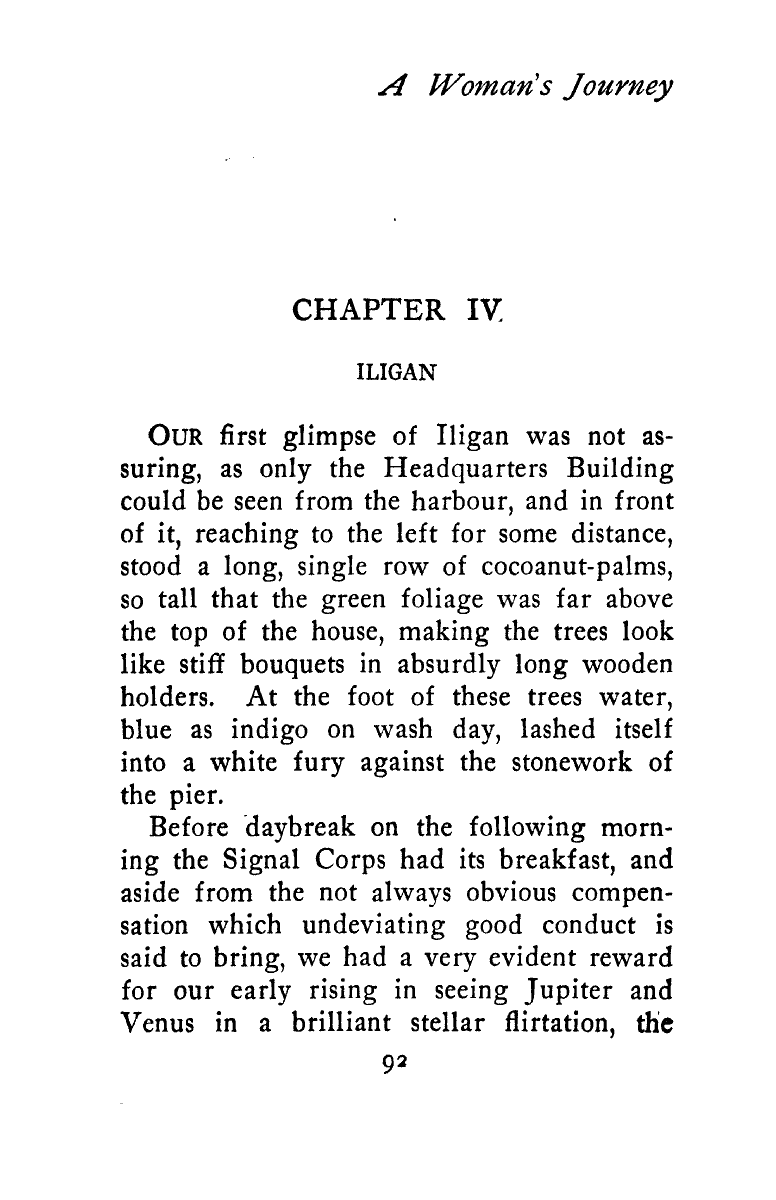 A Woman's Journey
CHAPTER IV.
ILIGAN
OUR first glimpse of Iligan was not as-
suring, as only the Headquarters Building
could be seen from the harbour, and in front
of it, reaching to the left for some distance,
stood a long, single row of cocoanut-palms,
so tall that the green foliage was far above
the top of the house, making the trees look
like stiff bouquets in absurdly long wooden
holders. At the foot of these trees water,
blue as indigo on wash day, lashed itself
into a white fury against the stonework of
the pier.
Before daybreak on the following morn-
ing the Signal Corps had its breakfast, and
aside from the not always obvious compen-
sation which undeviating good conduct is
said to bring, we had a very evident reward
for our early rising in seeing Jupiter and
Venus in a brilliant stellar flirtation, the
92